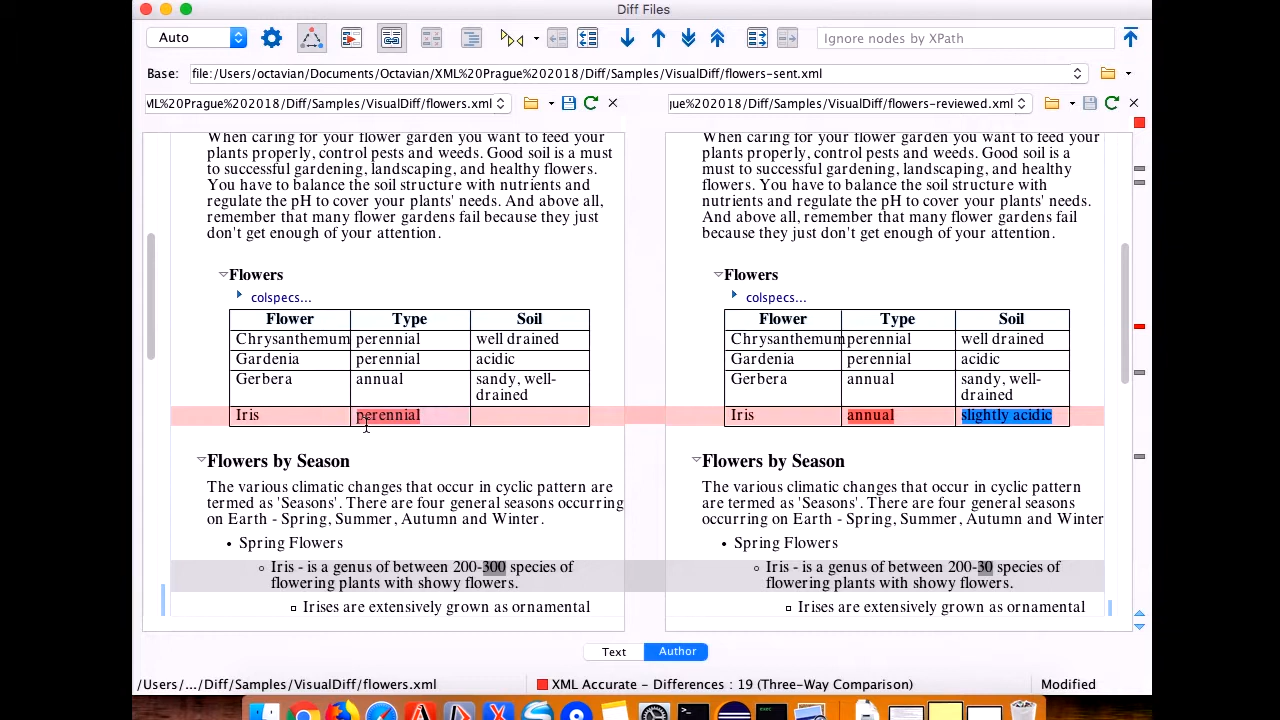 Diff Files
Auto
Ignore nodes by XPath
Base: file:/Users/octavian/Documents/Octavian/XML%20Prague%202018/Diff/Samples/VisualDiff/flowers-sent.xml
ML%20Prague%202018/Diff/Samples/VisualDiff/flowers.xml
ue%202018/Diff/Samples/VisualDiff/flowers-reviewed.xml
When caring for your flower garden you want to feed your
plants properly, control pests and weeds. Good soil is a must
to successful gardening, landscaping, and healthy flowers.
You have to balance the soil structure with nutrients and
regulate the pH to cover your plants' needs. And above all,
remember that many flower gardens fail because they just
don't get enough of your attention.
Flowers
colspecs...
Flower Type Soil
Chrysanthemum perennial well drained
Gardenia perennial acidic
Gerbera annual sandy, well-
drained
Iris perennial
Flowers by Season
The various climatic changes that occur in cyclic pattern are
termed as 'Seasons'. There are four general seasons occurring
on Earth - Spring, Summer, Autumn and Winter.
• Spring Flowers
Iris - is a genus of between 200-300 species of
flowering plants with showy flowers.
Irises are extensively grown as ornamental
When caring for your flower garden you want to feed your
plants properly, control pests and weeds. Good soil is a
must to successful gardening, landscaping, and healthy
flowers. You have to balance the soil structure with
nutrients and regulate the pH to cover your plants' needs.
And above all, remember that many flower gardens fail
because they just don't get enough of your attention.
Flowers
colspecs...
Flower Type Soil
Chrysanthemum perennial well drained
Gardenia perennial acidic
Gerbera annual sandy, well-
drained
Iris annual slightly acidic
Flowers by Season
The various climatic changes that occur in cyclic pattern
are termed as 'Seasons'. There are four general seasons
occurring on Earth - Spring, Summer, Autumn and Winter
• Spring Flowers
Iris - is a genus of between 200-30 species of
flowering plants with showy flowers.
Irises are extensively grown as ornamental
Text Author
/Users/.../Diff/Samples/VisualDiff/flowers.xml
XML Accurate - Differences : 19 (Three-Way Comparison)
Modified